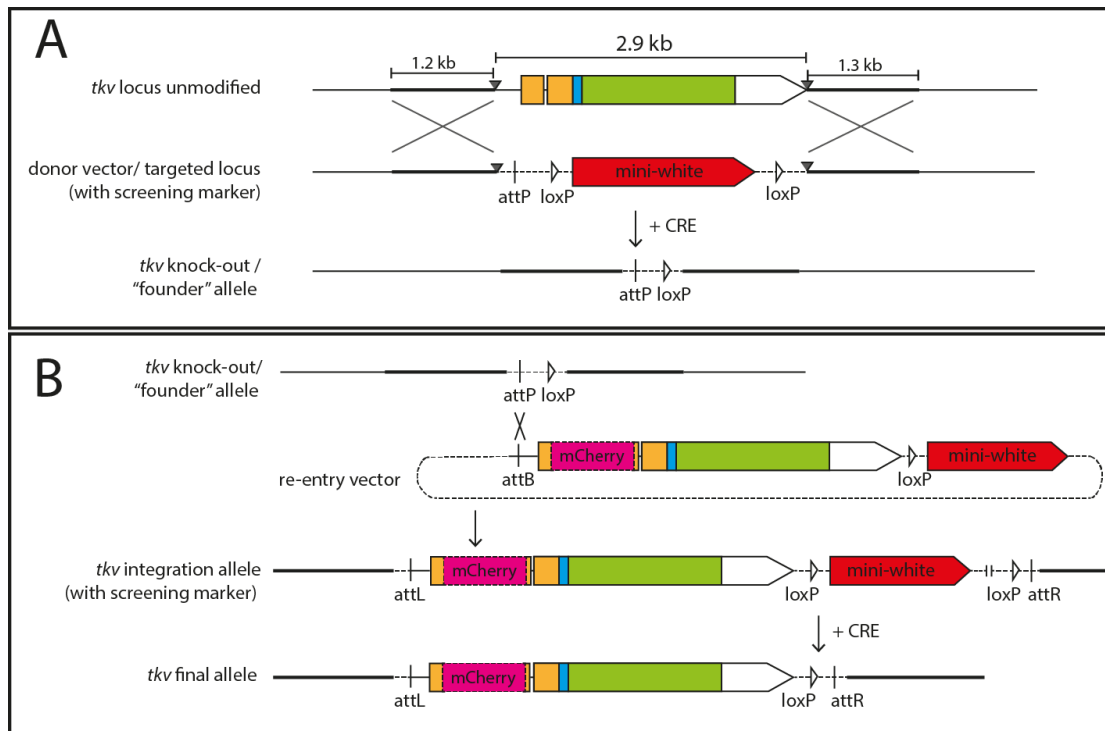 A
2.9 kb
1.2 kb
1.3 kb
tkv locus unmodified
donor vector/ targeted locus
(with screening marker)
mini-white
attP loxP
loxP
+ CRE
tkv knock-out /
“founder” allele
attP loxP
B
tkv knock-out/
“founder” allele
attP loxP
mCherry
mini-white
re-entry vector
attB
loxP
tkv integration allele
(with screening marker)
mCherry
mini-white
attL
loxP
loxP attR
+ CRE
tkv final allele
mCherry
attL
loxP attR